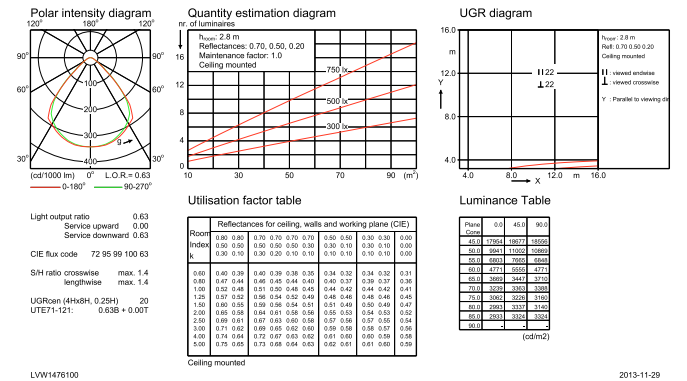 Polar intensity diagram
120° 120°
90° 90°
60° 60°
30° 30°
100
200
300
400
g
(cd/1000 lm) 0° L.O.R.= 0.63
0-180° 90-270°
Quantity estimation diagram
nr. of luminaires
hroom: 2.8 m
Reflectances: 0.70, 0.50, 0.20
Maintenance factor: 1.0
Ceiling mounted
16
12
8
4
0
750 lx
500 lx
300 lx
10 30 50 70 90 (m²)
UGR diagram
16.0
m
12.0
Y
8.0
4.0
4.0 8.0 12.0 m 16.0
X
22
22
hroom: 2.8 m
Refl: 0.70 0.50 0.20
Ceiling mounted
: viewed endwise
: viewed crosswise
Y : Parallel to viewing dir
Light output ratio 0.63
Service upward 0.00
Service downward 0.63
CIE flux code 72 95 99 100 63
S/H ratio crosswise max. 1.4
lengthwise max. 1.4
UGRcen (4Hx8H, 0.25H) 20
UTE71-121: 0.63B + 0.00T
Utilisation factor table
Room Index k
Reflectances for ceiling, walls and working plane (CIE)
0.80 0.80 0.70 0.70 0.70 0.70 0.50 0.50 0.30 0.30 0.00
0.50 0.50 0.50 0.50 0.50 0.30 0.30 0.10 0.30 0.10 0.00
0.30 0.10 0.30 0.20 0.10 0.10 0.10 0.10 0.10 0.10 0.00
0.60 0.40 0.39 0.40 0.39 0.38 0.35 0.34 0.32 0.34 0.32 0.31
0.80 0.47 0.44 0.46 0.45 0.44 0.40 0.40 0.37 0.39 0.37 0.36
1.00 0.52 0.48 0.51 0.50 0.48 0.45 0.44 0.42 0.44 0.42 0.41
1.25 0.57 0.52 0.56 0.54 0.52 0.49 0.48 0.46 0.48 0.46 0.45
1.50 0.60 0.55 0.59 0.56 0.54 0.51 0.51 0.49 0.50 0.49 0.47
2.00 0.65 0.58 0.64 0.61 0.58 0.56 0.55 0.53 0.54 0.53 0.52
2.50 0.69 0.61 0.67 0.63 0.60 0.58 0.57 0.56 0.57 0.55 0.54
3.00 0.71 0.62 0.69 0.65 0.62 0.60 0.59 0.58 0.58 0.57 0.56
4.00 0.74 0.64 0.72 0.67 0.63 0.62 0.61 0.60 0.60 0.59 0.58
5.00 0.75 0.65 0.73 0.68 0.64 0.63 0.62 0.61 0.61 0.60 0.59
Ceiling mounted
Luminance Table
Plane Cone 0.0 45.0 90.0
45.0 17954 18677 18556
50.0 9941 11002 10669
55.0 6803 7665 6848
60.0 4771 5555 4771
65.0 3669 3447 3710
70.0 3239 3363 3388
75.0 3062 3226 3160
80.0 2993 3337 3140
85.0 2933 3324 3324
90.0 - - -
(cd/m2)
LVW1476100 2013-11-29